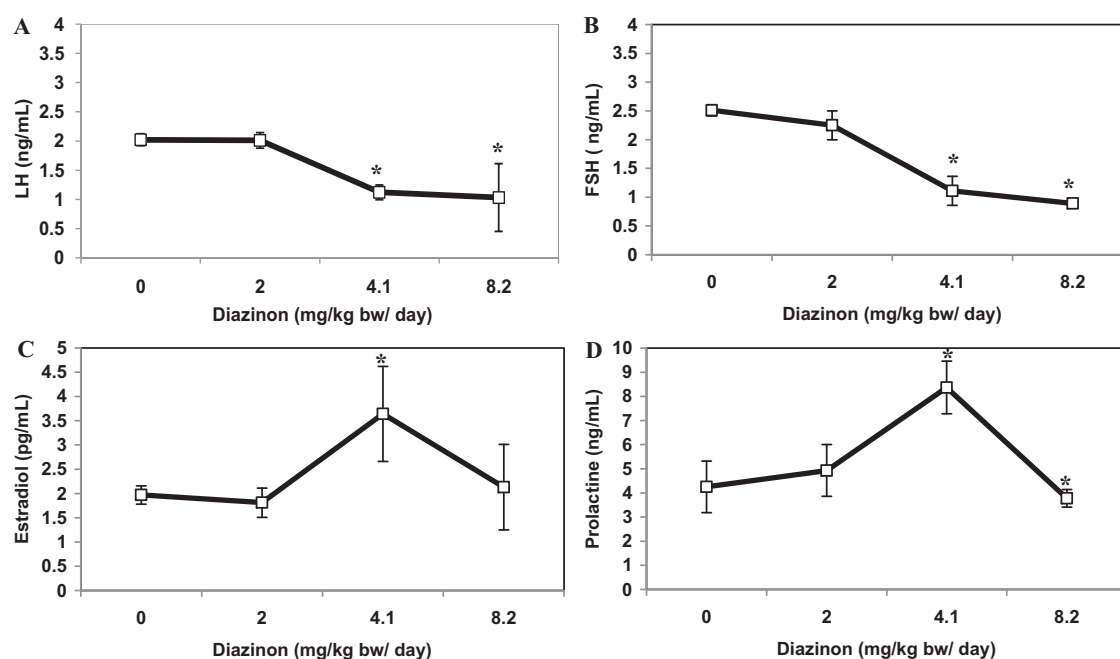 A
4
3.5
3
2.5
2
1.5
1
0.5
0
LH (ng/mL)
*
*
0 2 4.1 8.2
Diazinon (mg/kg bw/ day)
B
4
3.5
3
2.5
2
1.5
1
0.5
0
FSH ( ng/mL)
*
*
0 2 4.1 8.2
Diazinon (mg/kg bw/ day)
C
5
4.5
4
3.5
3
2.5
2
1.5
1
0.5
0
Estradiol (pg/mL)
*
0 2 4.1 8.2
Diazinon (mg/kg bw/ day)
D
10
9
8
7
6
5
4
3
2
1
0
Prolactine (ng/mL)
*
*
0 2 4.1 8.2
Diazinon (mg/kg bw/ day)